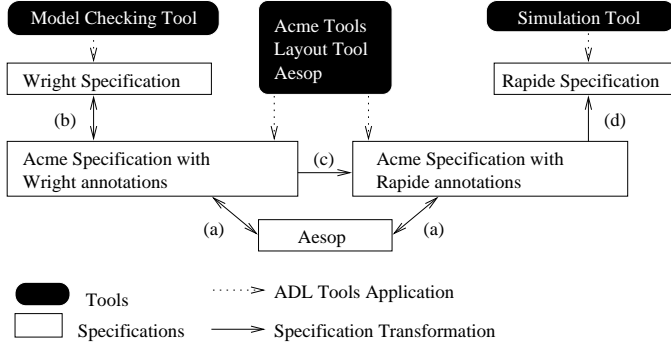 Model Checking Tool
Acme Tools
Layout Tool
Aesop
Simulation Tool
Wright Specification
Rapide Specification
(b)
(d)
Acme Specification with
Wright annotations
(c)
Acme Specification with
Rapide annotations
(a)
Aesop
(a)
Tools
ADL Tools Application
Specifications
Specification Transformation